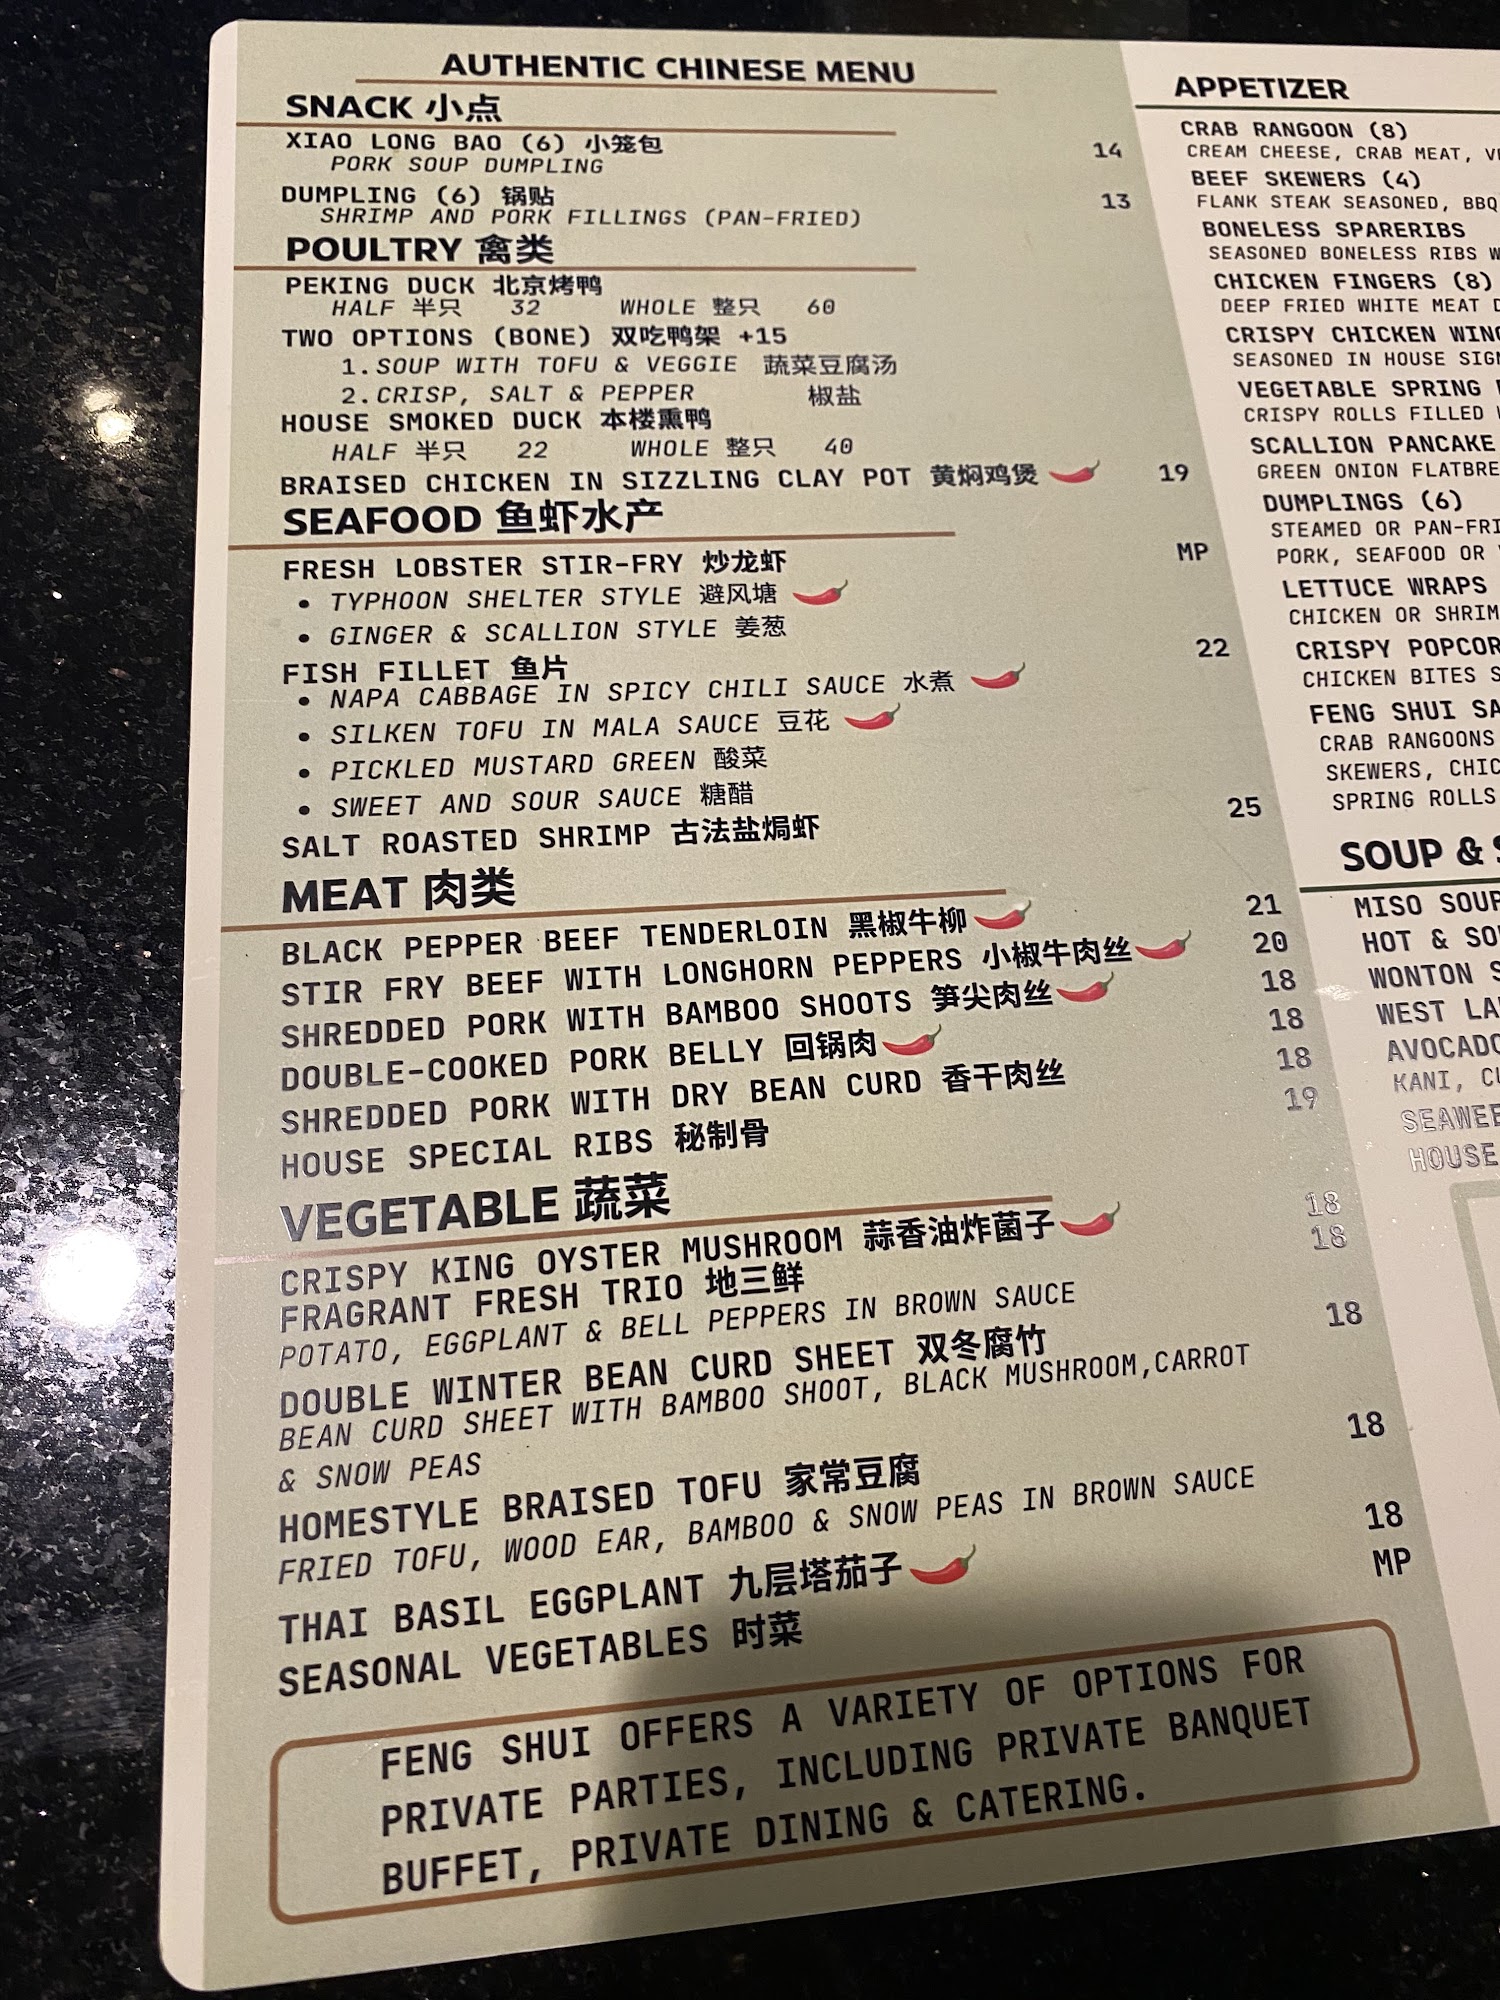 AUTHENTIC CHINESE MENU
SNACK 小点
XIAO LONG BAO (6) 小笼包 14
PORK SOUP DUMPLING
DUMPLING (6) 锅贴 13
SHRIMP AND PORK FILLINGS (PAN-FRIED)
POULTRY 禽类
PEKING DUCK 北京烤鸭
HALF 半只 32 WHOLE 整只 60
TWO OPTIONS (BONE) 双吃鸭架 +15
1.SOUP WITH TOFU & VEGGIE 蔬菜豆腐汤
2.CRISP, SALT & PEPPER 椒盐
HOUSE SMOKED DUCK 本楼熏鸭
HALF 半只 22 WHOLE 整只 40
BRAISED CHICKEN IN SIZZLING CLAY POT 黄焖鸡煲 19
SEAFOOD 鱼虾水产
FRESH LOBSTER STIR-FRY 炒龙虾 MP
• TYPHOON SHELTER STYLE 避风塘
• GINGER & SCALLION STYLE 姜葱
FISH FILLET 鱼片 22
• NAPA CABBAGE IN SPICY CHILI SAUCE 水煮
• SILKEN TOFU IN MALA SAUCE 豆花
• PICKLED MUSTARD GREEN 酸菜
• SWEET AND SOUR SAUCE 糖醋
SALT ROASTED SHRIMP 古法盐焗虾 25
MEAT 肉类
BLACK PEPPER BEEF TENDERLOIN 黑椒牛柳 21
STIR FRY BEEF WITH LONGHORN PEPPERS 小椒牛肉丝 20
SHREDDED PORK WITH BAMBOO SHOOTS 笋尖肉丝 18
DOUBLE-COOKED PORK BELLY 回锅肉 18
SHREDDED PORK WITH DRY BEAN CURD 香干肉丝 18
HOUSE SPECIAL RIBS 秘制骨 19
VEGETABLE 蔬菜
CRISPY KING OYSTER MUSHROOM 蒜香油炸菌子 18
FRAGRANT FRESH TRIO 地三鲜 18
POTATO, EGGPLANT & BELL PEPPERS IN BROWN SAUCE
DOUBLE WINTER BEAN CURD SHEET 双冬腐竹 18
BEAN CURD SHEET WITH BAMBOO SHOOT, BLACK MUSHROOM,CARROT
& SNOW PEAS
HOMESTYLE BRAISED TOFU 家常豆腐 18
FRIED TOFU, WOOD EAR, BAMBOO & SNOW PEAS IN BROWN SAUCE
THAI BASIL EGGPLANT 九层塔茄子 18
SEASONAL VEGETABLES 时菜 MP
FENG SHUI OFFERS A VARIETY OF OPTIONS FOR
PRIVATE PARTIES, INCLUDING PRIVATE BANQUET
BUFFET, PRIVATE DINING & CATERING.
APPETIZER
CRAB RANGOON (8)
CREAM CHEESE, CRAB MEAT,
BEEF SKEWERS (4)
FLANK STEAK SEASONED, BBQ
BONELESS SPARERIBS
SEASONED BONELESS RIBS
CHICKEN FINGERS (8)
DEEP FRIED WHITE MEAT
CRISPY CHICKEN
SEASONED IN HOUSE
VEGETABLE SPRING
CRISPY ROLLS FILLED
SCALLION PANCAKE
GREEN ONION
DUMPLINGS (6)
STEAMED OR
PORK, SEAFOOD OR
LETTUCE WRAPS
CHICKEN OR
CRISPY
CHICKEN BITES
FENG SHUI
CRAB RANGOONS
SKEWERS,
SPRING ROLLS
SOUP &
MISO SOUP
HOT &
WONTON
WEST
AVOCADO
KANI,
HOUSE